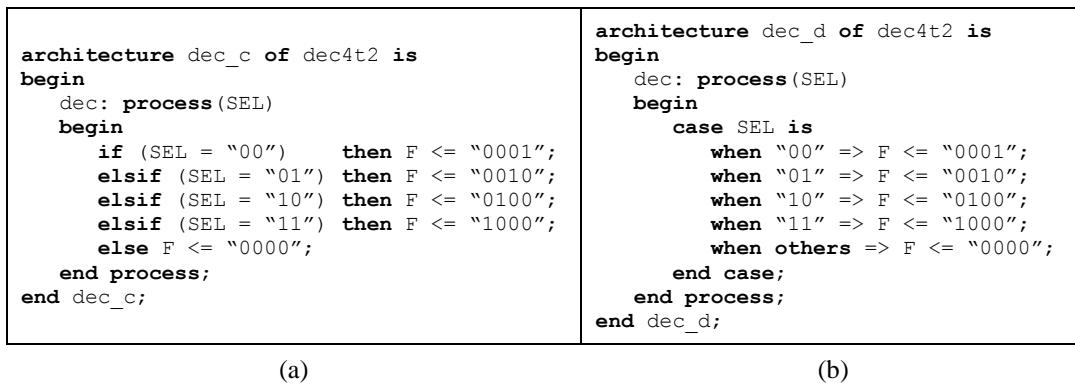 architecture dec_c of dec4t2 is
begin
   dec: process(SEL)
   begin
      if (SEL = “00”)     then F <= “0001”;
      elsif (SEL = “01”) then F <= “0010”;
      elsif (SEL = “10”) then F <= “0100”;
      elsif (SEL = “11”) then F <= “1000”;
      else F <= “0000”;
   end process;
end dec_c;
(a)
architecture dec_d of dec4t2 is
begin
   dec: process(SEL)
   begin
      case SEL is
         when “00” => F <= “0001”;
         when “01” => F <= “0010”;
         when “10” => F <= “0100”;
         when “11” => F <= “1000”;
         when others => F <= “0000”;
      end case;
   end process;
end dec_d;
(b)